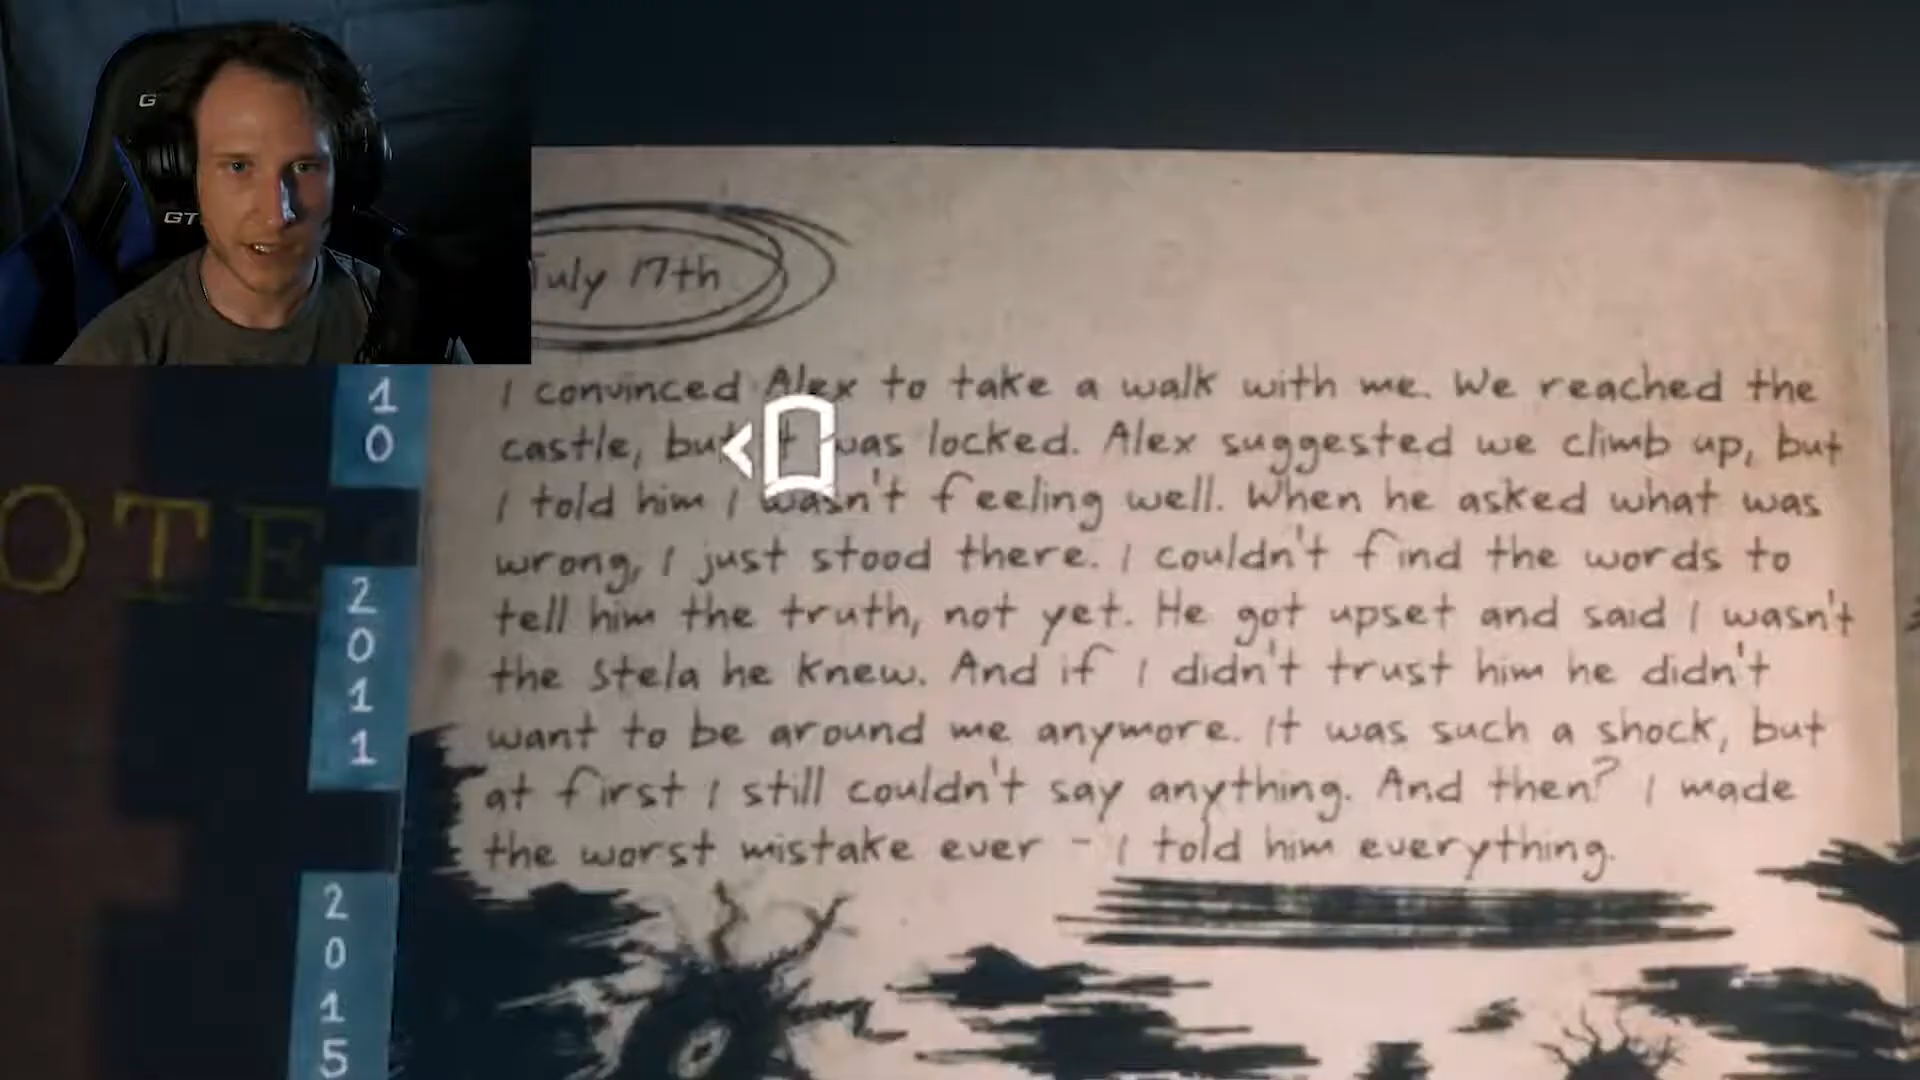 G
GT
July 17th
I convinced Alex to take a walk with me. We reached the
castle, but it was locked. Alex suggested we climb up, but
I told him I wasn't feeling well. When he asked what was
wrong, I just stood there. I couldn't find the words to
tell him the truth, not yet. He got upset and said I wasn't
the Stela he knew. And if I didn't trust him he didn't
want to be around me anymore. It was such a shock, but
at first I still couldn't say anything. And then? I made
the worst mistake ever - I told him everything.
10
OTE
2011
2015